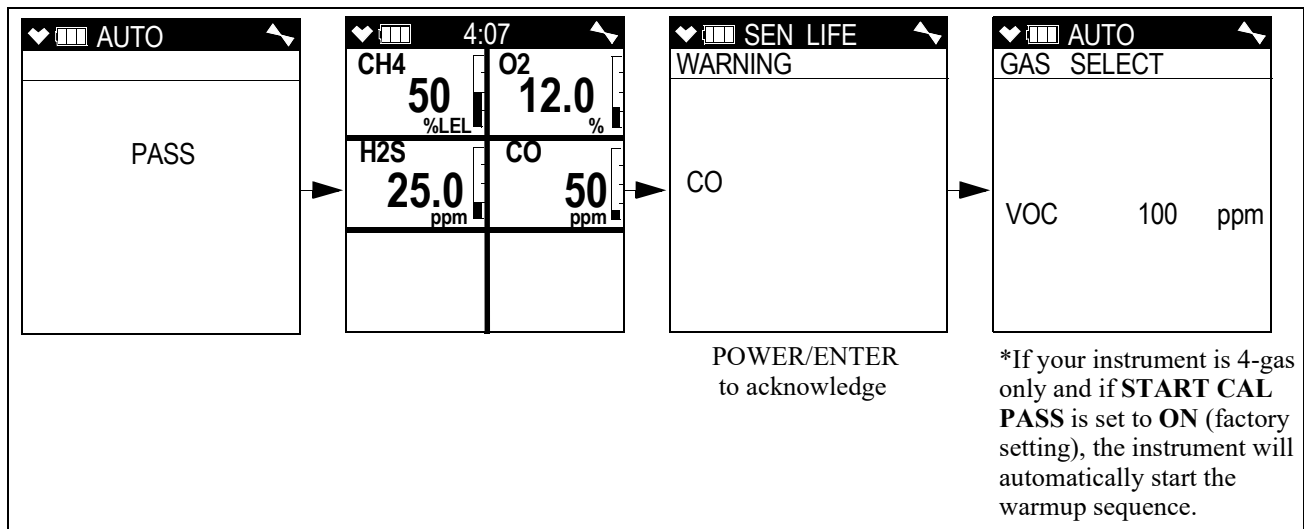 AUTO
PASS
4:07
CH4
50
%LEL
O2
12.0
%
H2S
25.0
ppm
CO
50
ppm
SEN LIFE
WARNING
CO
POWER/ENTER
to acknowledge
AUTO
GAS SELECT
VOC 100 ppm
*If your instrument is 4-gas
only and if START CAL
PASS is set to ON (factory
setting), the instrument will
automatically start the
warmup sequence.